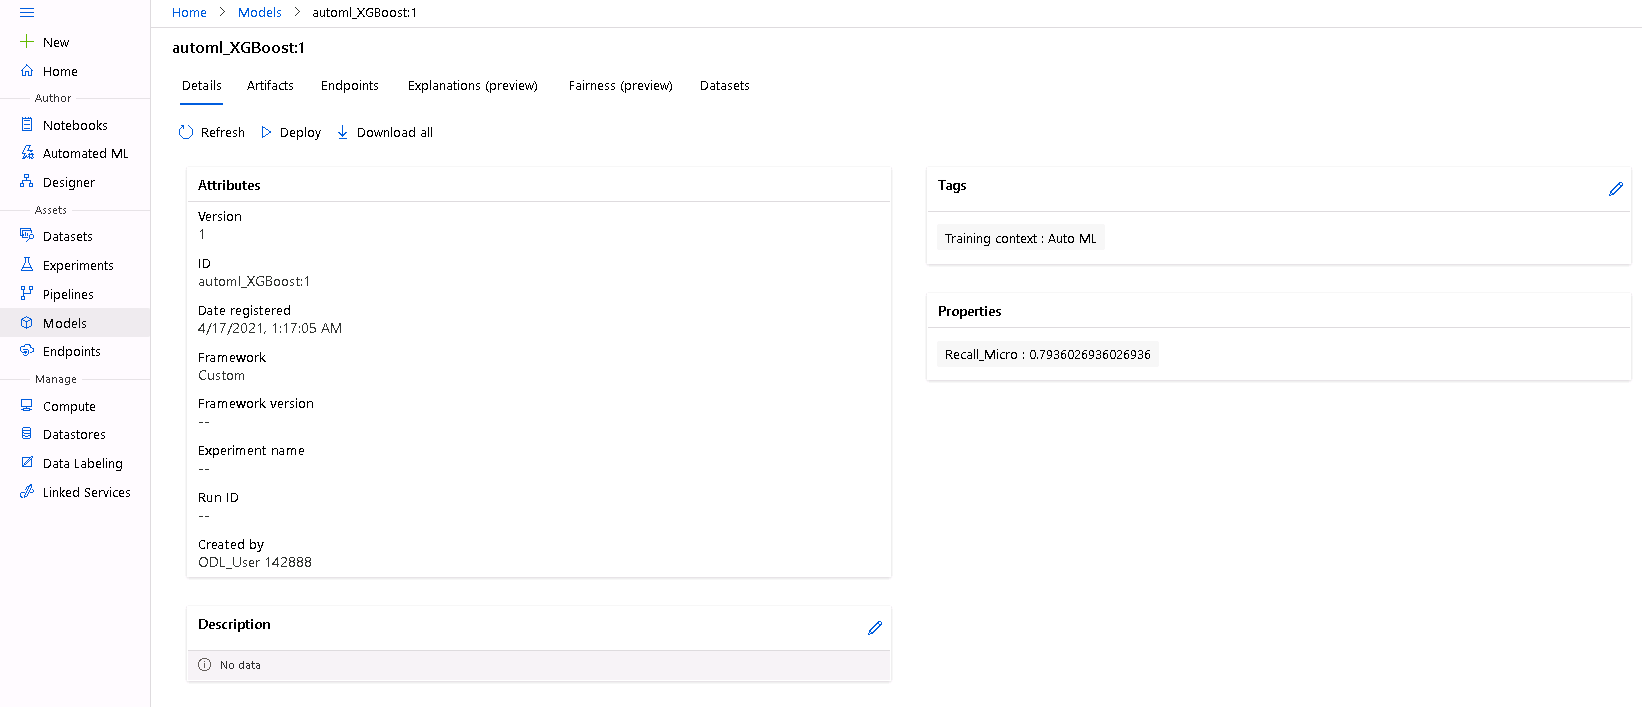 Home > Models > automl_XGBoost:1
New
Home
Author
Notebooks
Automated ML
Designer
Assets
Datasets
Experiments
Pipelines
Models
Endpoints
Manage
Compute
Datastores
Data Labeling
Linked Services
automl_XGBoost:1
Details Artifacts Endpoints Explanations (preview) Fairness (preview) Datasets
Refresh Deploy Download all
Attributes
Version
1
ID
automl_XGBoost:1
Date registered
4/17/2021, 1:17:05 AM
Framework
Custom
Framework version
--
Experiment name
--
Run ID
--
Created by
ODL_User 142888
Description
No data
Tags
Training context : Auto ML
Properties
Recall_Micro : 0.7936026936026936